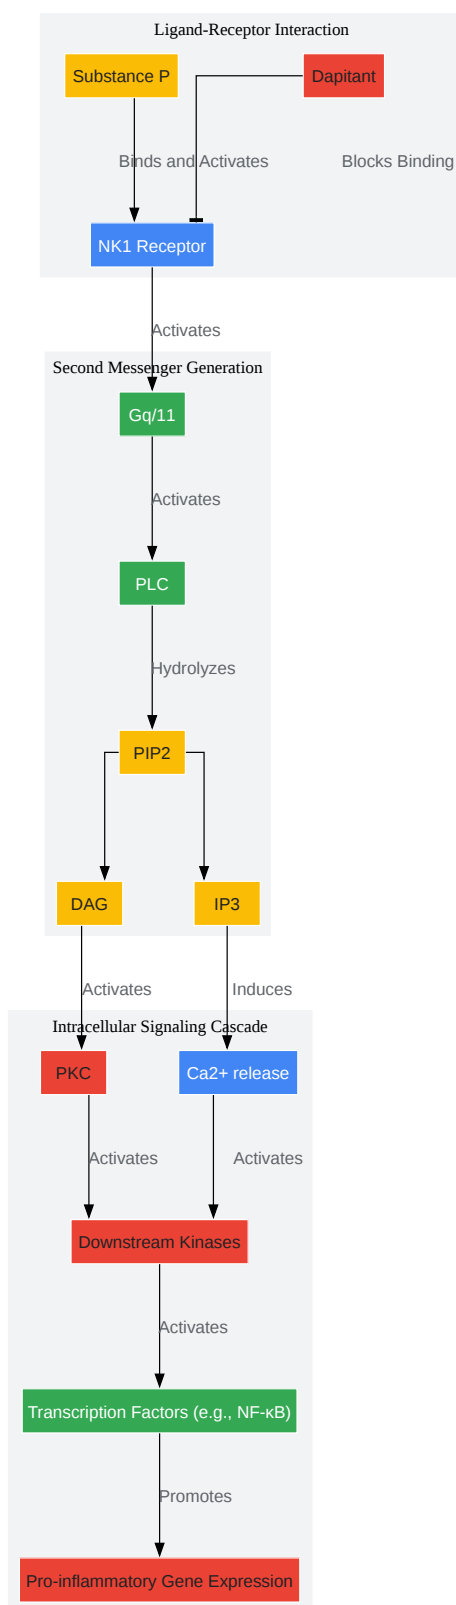 Ligand-Receptor Interaction
Substance P
Dapitant
Binds and Activates
Blocks Binding
NK1 Receptor
Activates
Second Messenger Generation
Gq/11
Activates
PLC
Hydrolyzes
PIP2
DAG
IP3
Activates
Induces
Intracellular Signaling Cascade
PKC
Ca2+ release
Activates
Activates
Downstream Kinases
Activates
Transcription Factors (e.g., NF-κB)
Promotes
Pro-inflammatory Gene Expression